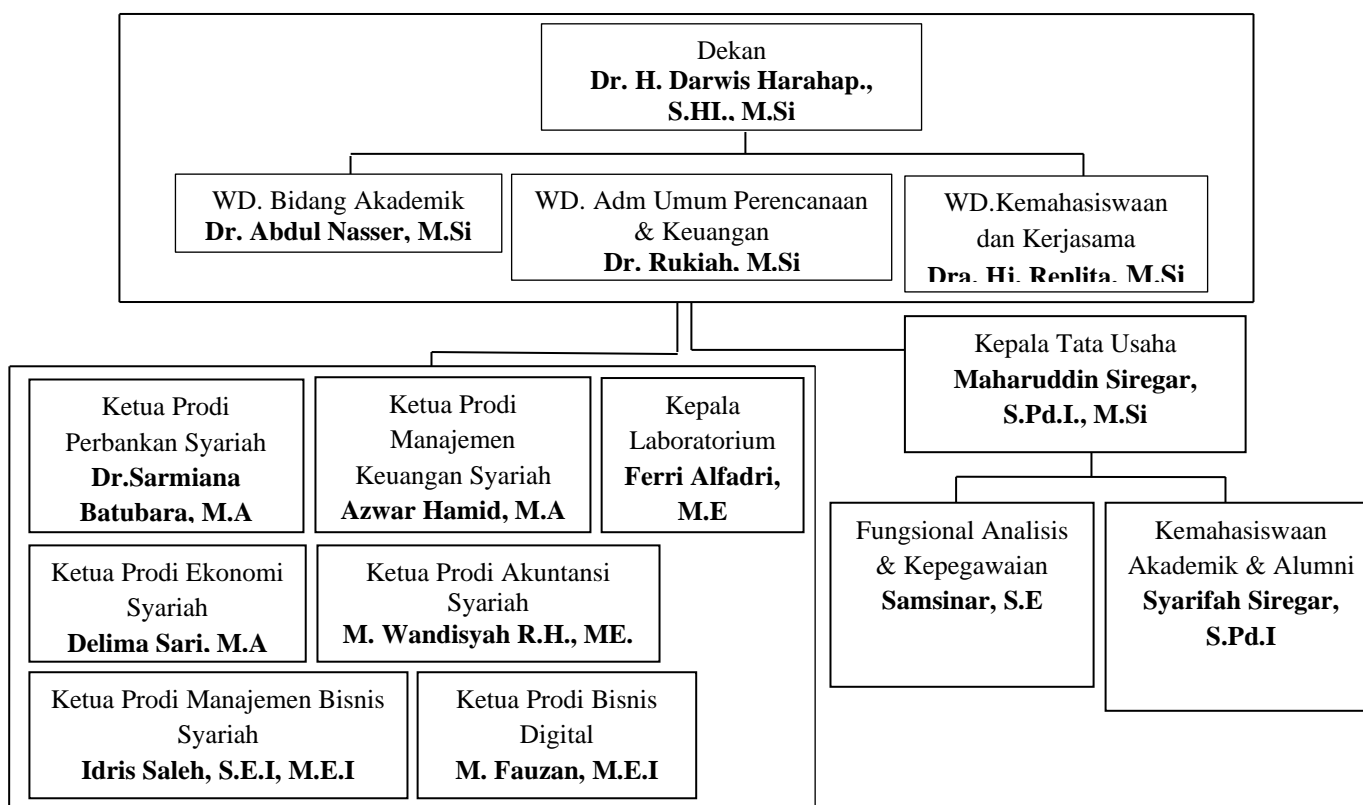 Dekan
Dr. H. Darwis Harahap.,
S.HI., M.Si
WD. Bidang Akademik
Dr. Abdul Nasser, M.Si
WD. Adm Umum Perencanaan
& Keuangan
Dr. Rukiah, M.Si
WD.Kemahasiswaan
dan Kerjasama
Dra. Hj. Replita, M.Si
Kepala Tata Usaha
Maharuddin Siregar,
S.Pd.I., M.Si
Ketua Prodi
Perbankan Syariah
Dr.Sarmiana
Batubara, M.A
Ketua Prodi
Manajemen
Keuangan Syariah
Azwar Hamid, M.A
Kepala
Laboratorium
Ferri Alfadri,
M.E
Ketua Prodi Ekonomi
Syariah
Delima Sari, M.A
Ketua Prodi Akuntansi
Syariah
M. Wandisyah R.H., ME.
Ketua Prodi Manajemen Bisnis
Syariah
Idris Saleh, S.E.I, M.E.I
Ketua Prodi Bisnis
Digital
M. Fauzan, M.E.I
Fungsional Analisis
& Kepegawaian
Samsinar, S.E
Kemahasiswaan
Akademik & Alumni
Syarifah Siregar,
S.Pd.I